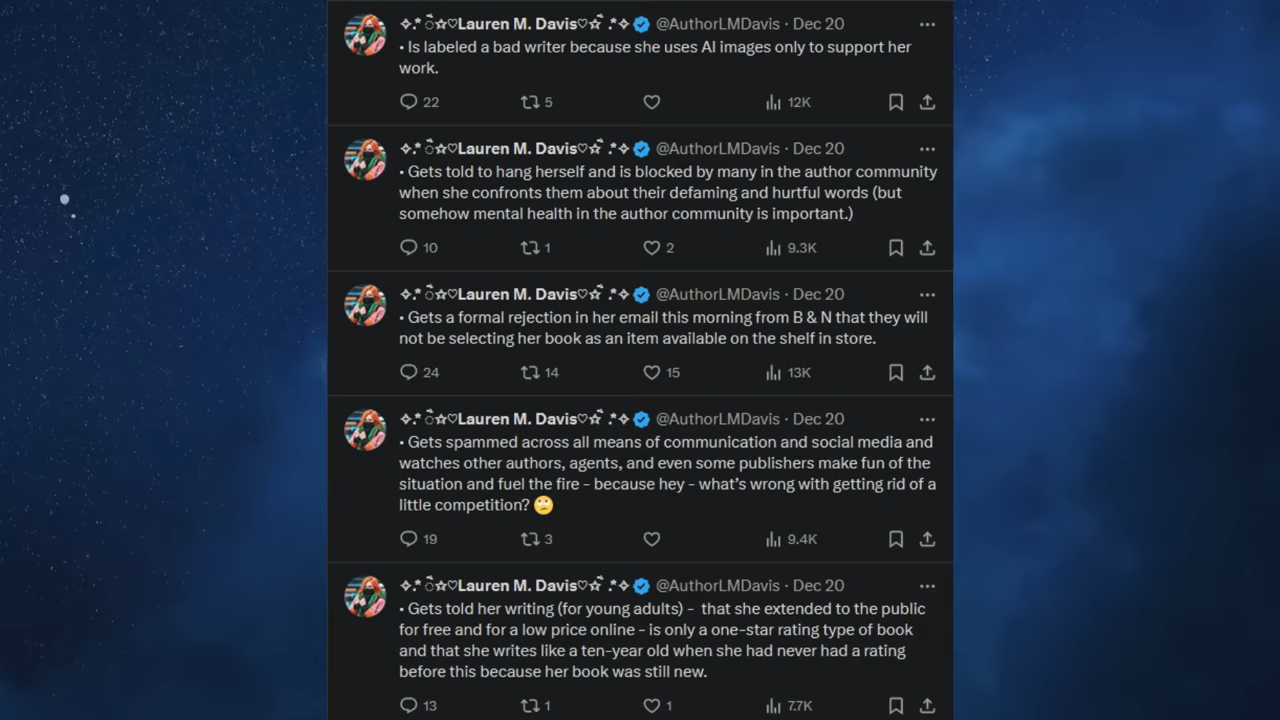 ✧.* ੈ☆♡Lauren M. Davis♡☆ ̊.*✧ @AuthorLMDavis · Dec 20
• Is labeled a bad writer because she uses AI images only to support her
work.
22 5 12K
✧.* ੈ☆♡Lauren M. Davis♡☆ ̊.*✧ @AuthorLMDavis · Dec 20
• Gets told to hang herself and is blocked by many in the author community
when she confronts them about their defaming and hurtful words (but
somehow mental health in the author community is important.)
10 1 2 9.3K
✧.* ੈ☆♡Lauren M. Davis♡☆ ̊.*✧ @AuthorLMDavis · Dec 20
• Gets a formal rejection in her email this morning from B & N that they will
not be selecting her book as an item available on the shelf in store.
24 14 15 13K
✧.* ੈ☆♡Lauren M. Davis♡☆ ̊.*✧ @AuthorLMDavis · Dec 20
• Gets spammed across all means of communication and social media and
watches other authors, agents, and even some publishers make fun of the
situation and fuel the fire - because hey - what's wrong with getting rid of a
little competition? 🙄
19 3 9.4K
✧.* ੈ☆♡Lauren M. Davis♡☆ ̊.*✧ @AuthorLMDavis · Dec 20
• Gets told her writing (for young adults) - that she extended to the public
for free and for a low price online - is only a one-star rating type of book
and that she writes like a ten-year old when she had never had a rating
before this because her book was still new.
13 1 1 7.7K